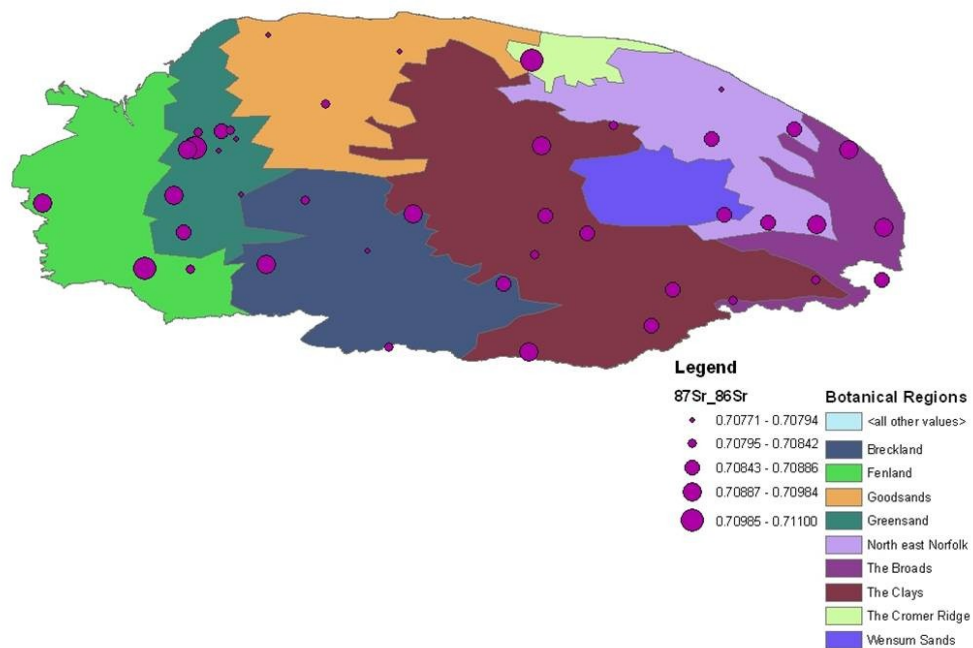 Legend
87Sr_86Sr
0.70771 - 0.70794
0.70795 - 0.70842
0.70843 - 0.70886
0.70887 - 0.70984
0.70985 - 0.71100
Botanical Regions
<all other values>
Breckland
Fenland
Goodsands
Greensand
North east Norfolk
The Broads
The Clays
The Cromer Ridge
Wensum Sands